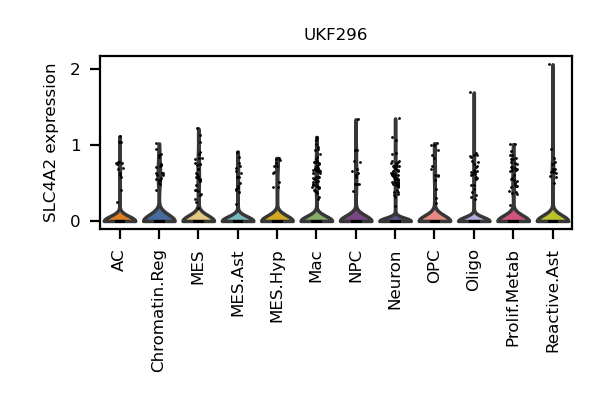 UKF296
SLC4A2 expression
2
1
0
AC
Chromatin.Reg
MES
MES.Ast
MES.Hyp
Mac
NPC
Neuron
OPC
Oligo
Prolif.Metab
Reactive.Ast